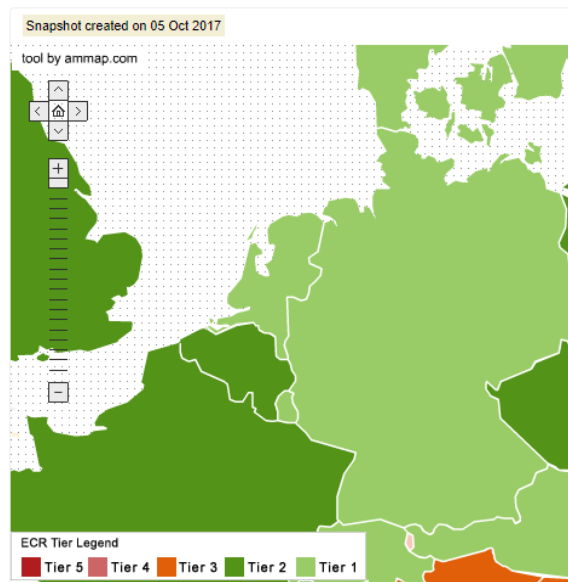 Snapshot created on 05 Oct 2017
tool by ammap.com
ECR Tier Legend
Tier 5 Tier 4 Tier 3 Tier 2 Tier 1